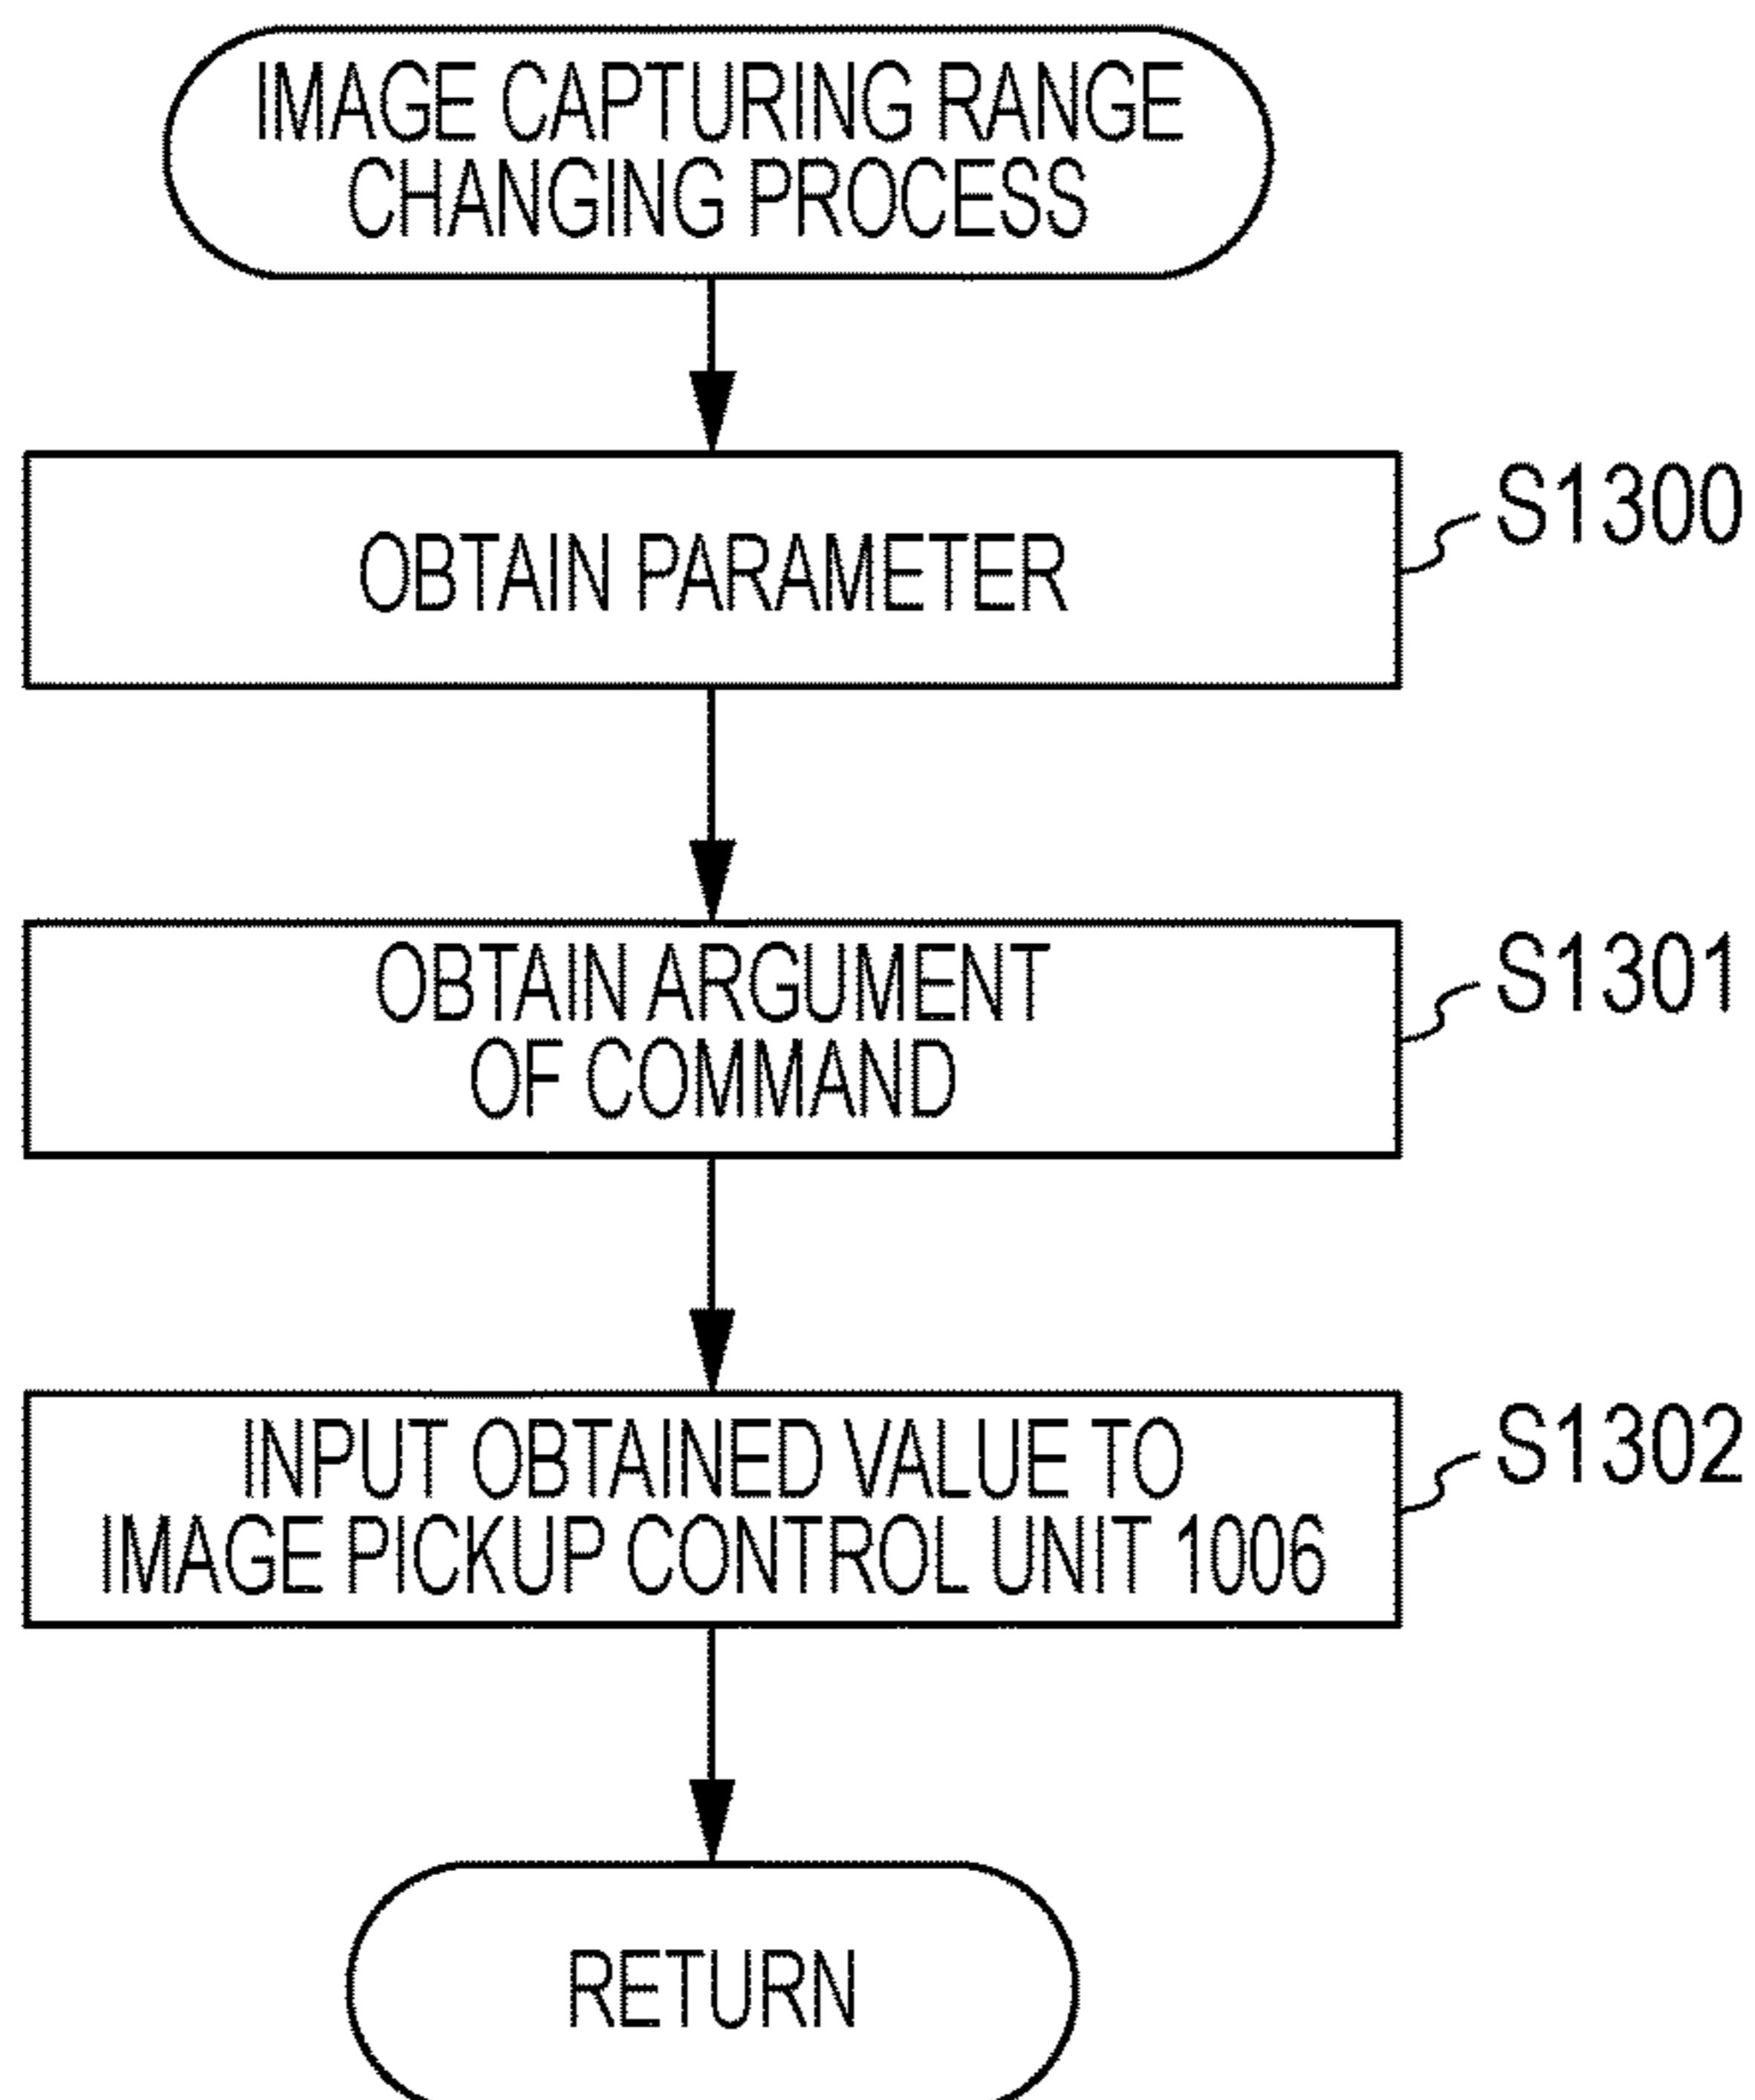 IMAGE CAPTURING RANGE
CHANGING PROCESS
OBTAIN PARAMETER
S1300
OBTAIN ARGUMENT
OF COMMAND
S1301
INPUT OBTAINED VALUE TO
IMAGE PICKUP CONTROL UNIT 1006
S1302
RETURN